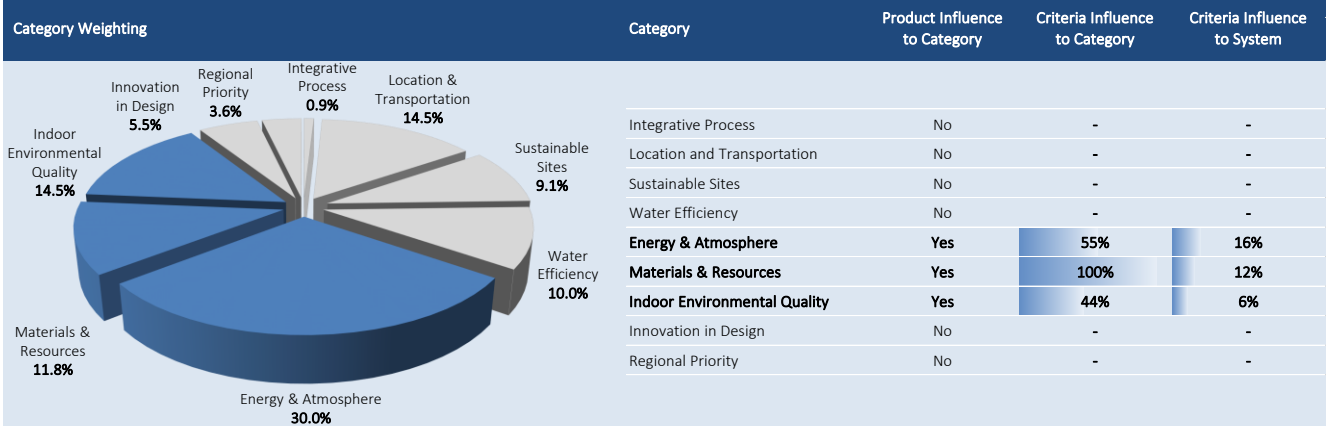 Category Weighting
Integrative
Process
0.9%
Location &
Transportation
14.5%
Sustainable
Sites
9.1%
Water
Efficiency
10.0%
Energy & Atmosphere
30.0%
Materials &
Resources
11.8%
Indoor
Environmental
Quality
14.5%
Innovation
in Design
5.5%
Regional
Priority
3.6%
Category Product Influence to Category Criteria Influence to Category Criteria Influence to System
Integrative Process No - -
Location and Transportation No - -
Sustainable Sites No - -
Water Efficiency No - -
Energy & Atmosphere Yes 55% 16%
Materials & Resources Yes 100% 12%
Indoor Environmental Quality Yes 44% 6%
Innovation in Design No - -
Regional Priority No - -